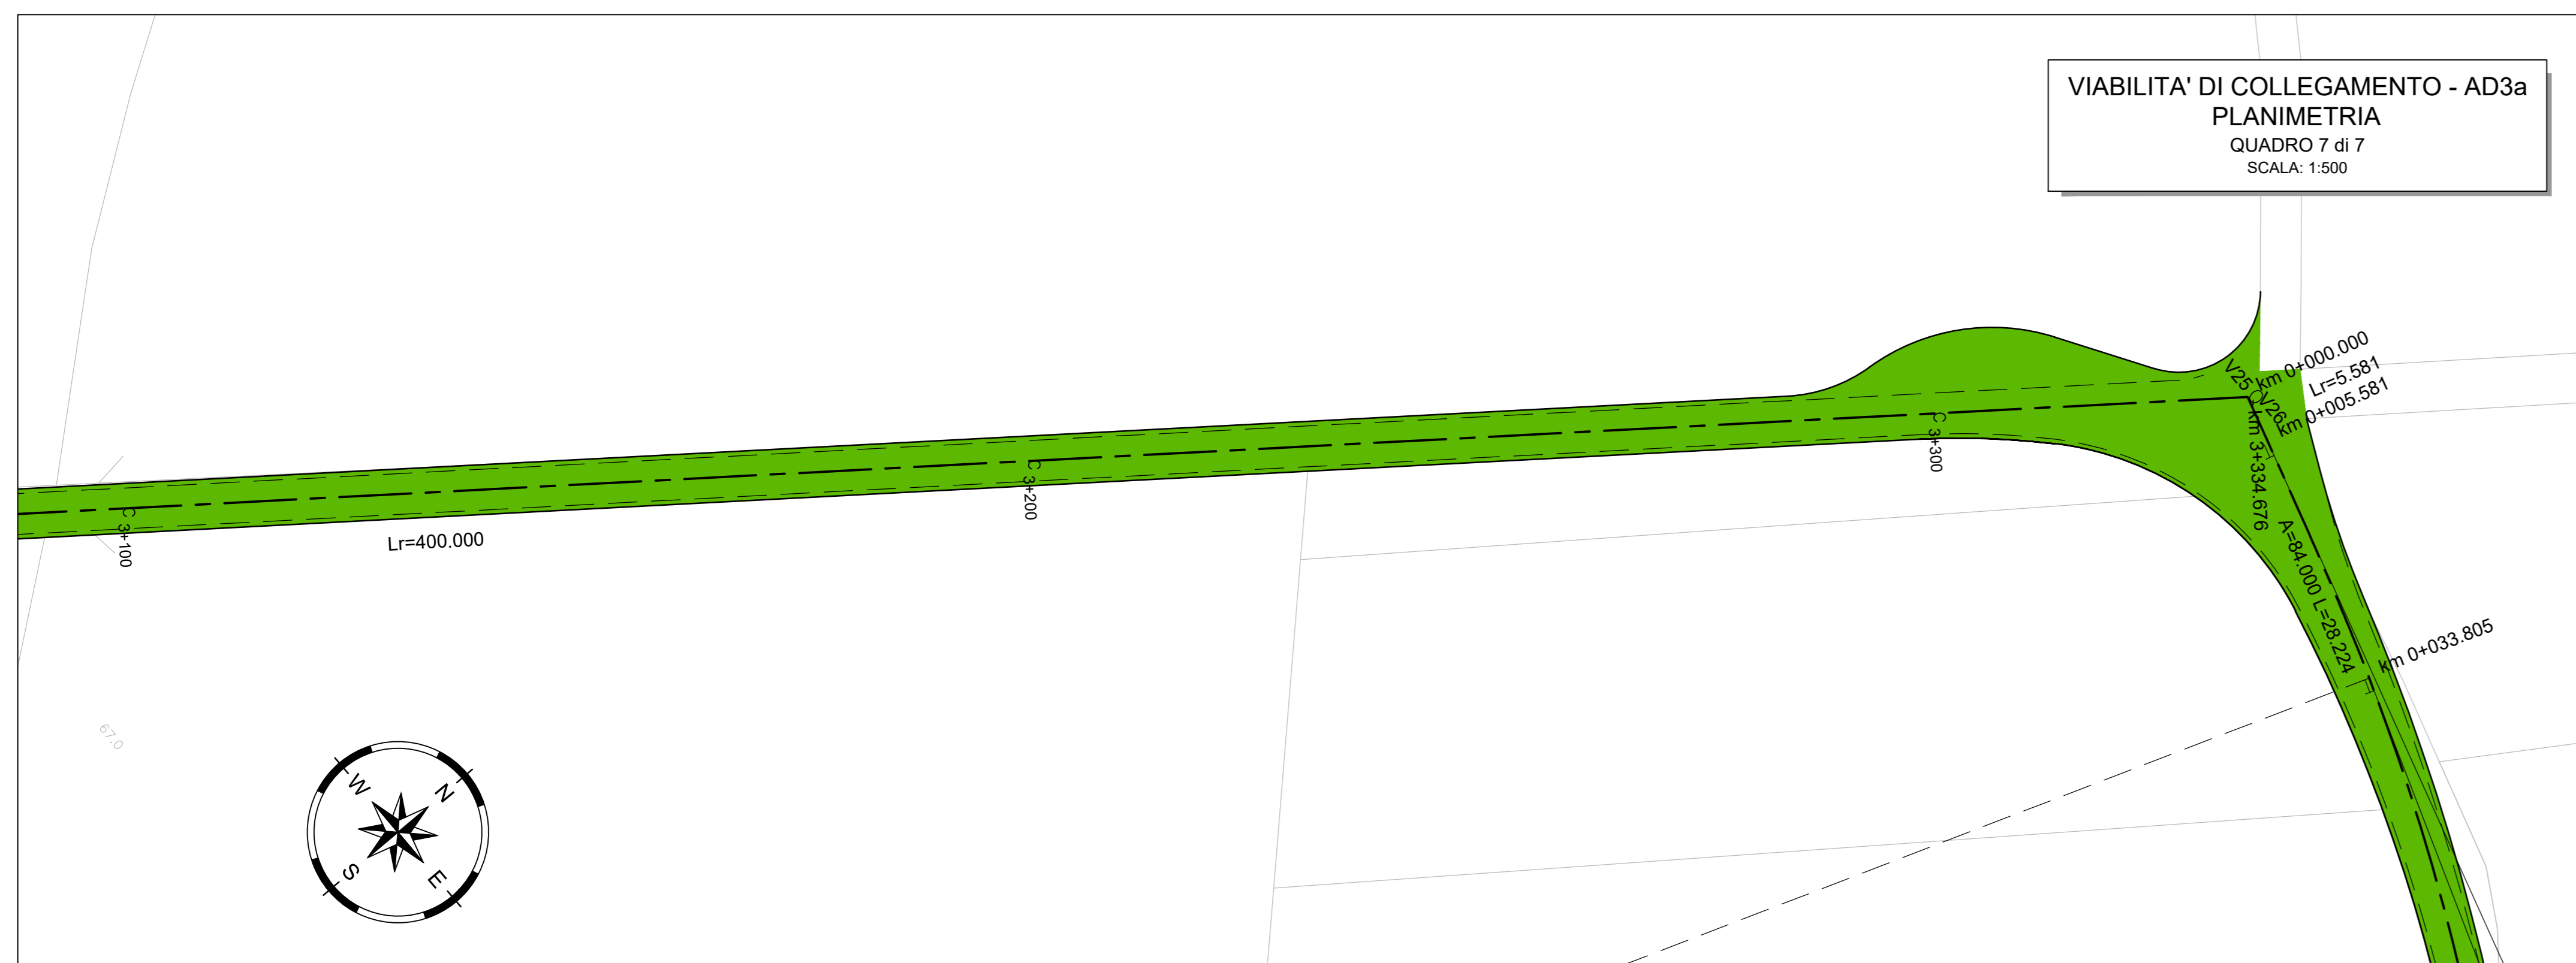 VIABILITA' DI COLLEGAMENTO - AD3a
PLANIMETRIA
QUADRO 7 di 7
SCALA: 1:500
km 0+000.000
Lr=5.581
km 0+005.581
V25
V26
km 3+334.676
C 3+300
C 3+200
C 3+100
Lr=400.000
A=84.000 L=28.224
km 0+033.805
67.0
W
N
S
E